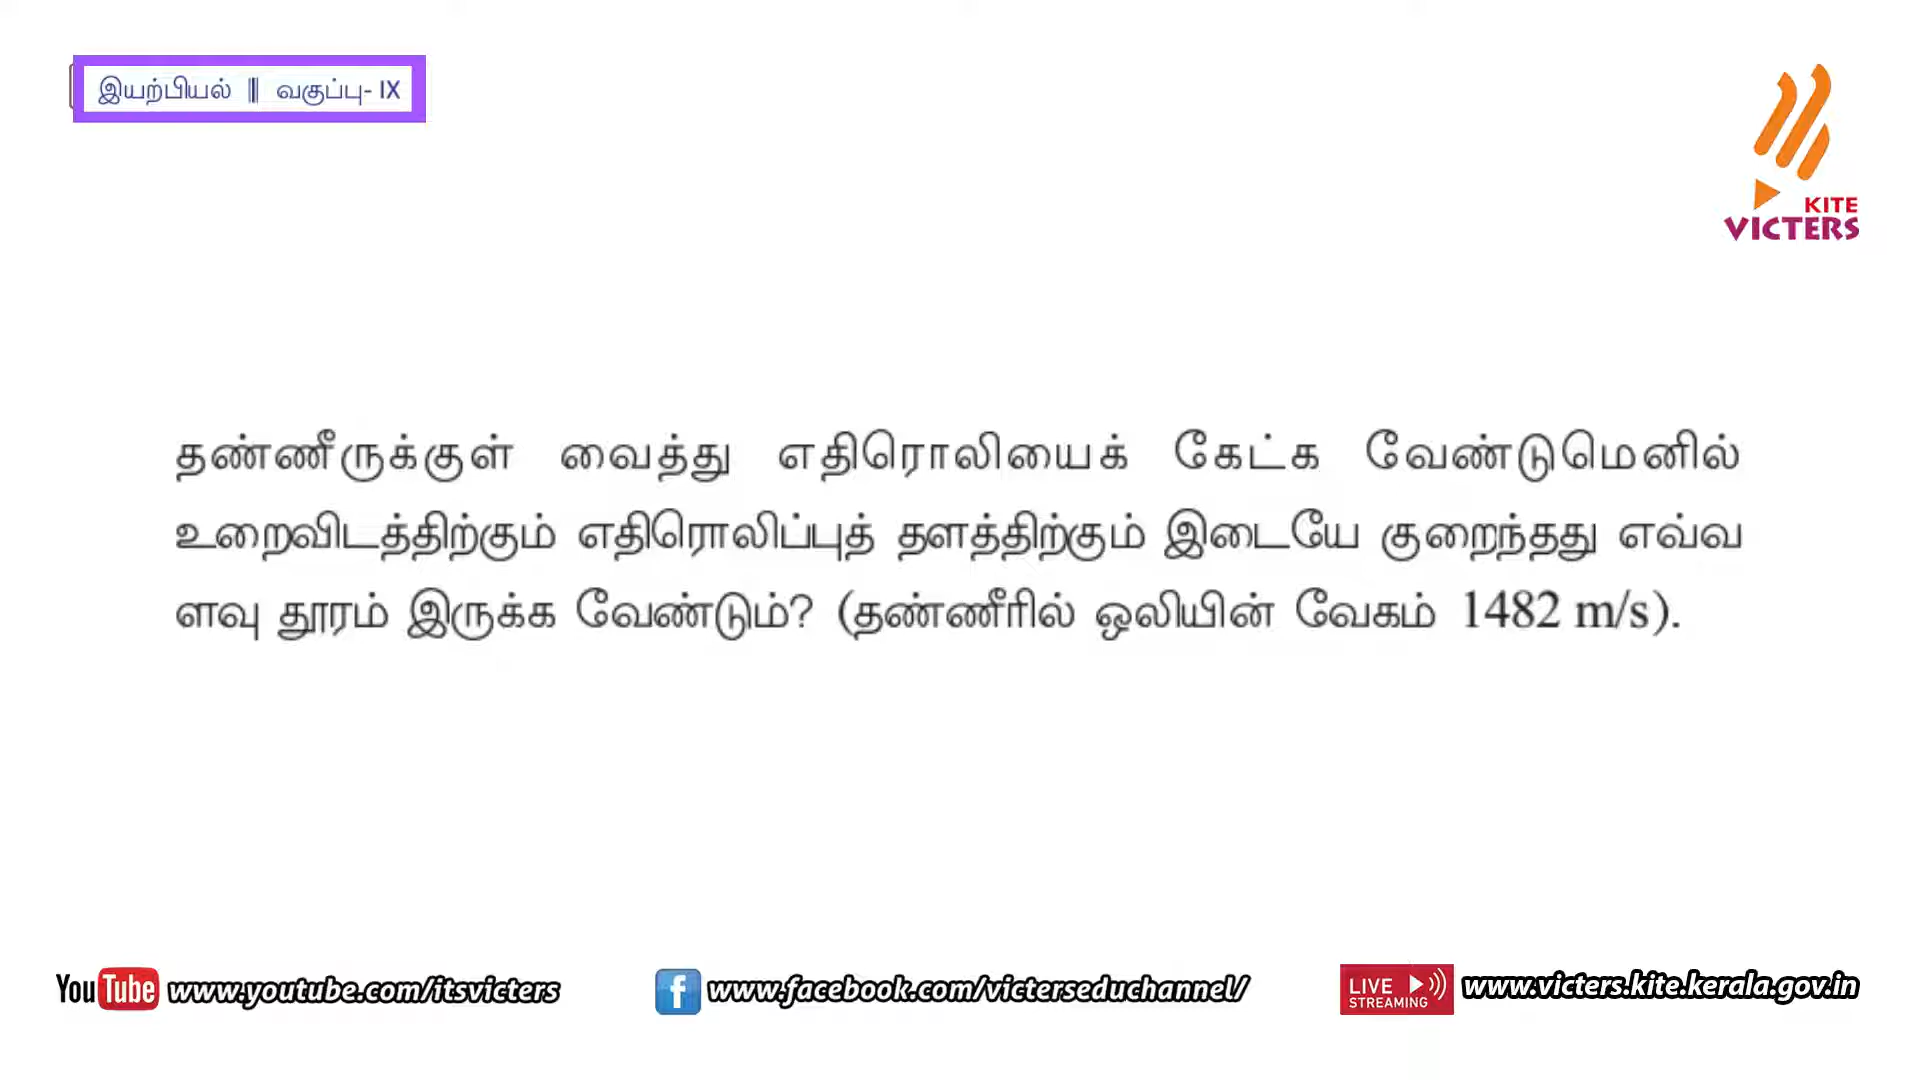 இயற்பியல் || வகுப்பு- IX
KITE
VICTERS
தண்ணீருக்குள் வைத்து எதிரொலியைக் கேட்க வேண்டுமெனில்
உறைவிடத்திற்கும் எதிரொலிப்புத் தளத்திற்கும் இடையே குறைந்தது எவ்வ
ளவு தூரம் இருக்க வேண்டும்? (தண்ணீரில் ஒலியின் வேகம் 1482 m/s).
YouTube www.youtube.com/itsvicters
f www.facebook.com/victerseduchannel/
LIVE STREAMING www.victers.kite.kerala.gov.in